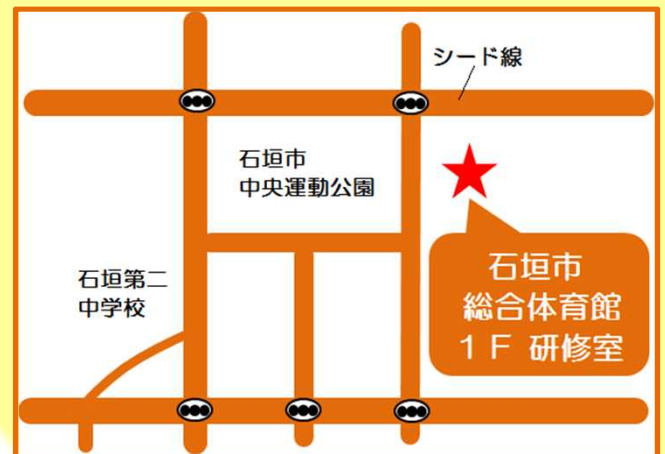 シード線
石垣市
中央運動公園
石垣第二
中学校
石垣市
総合体育館
１Ｆ 研修室